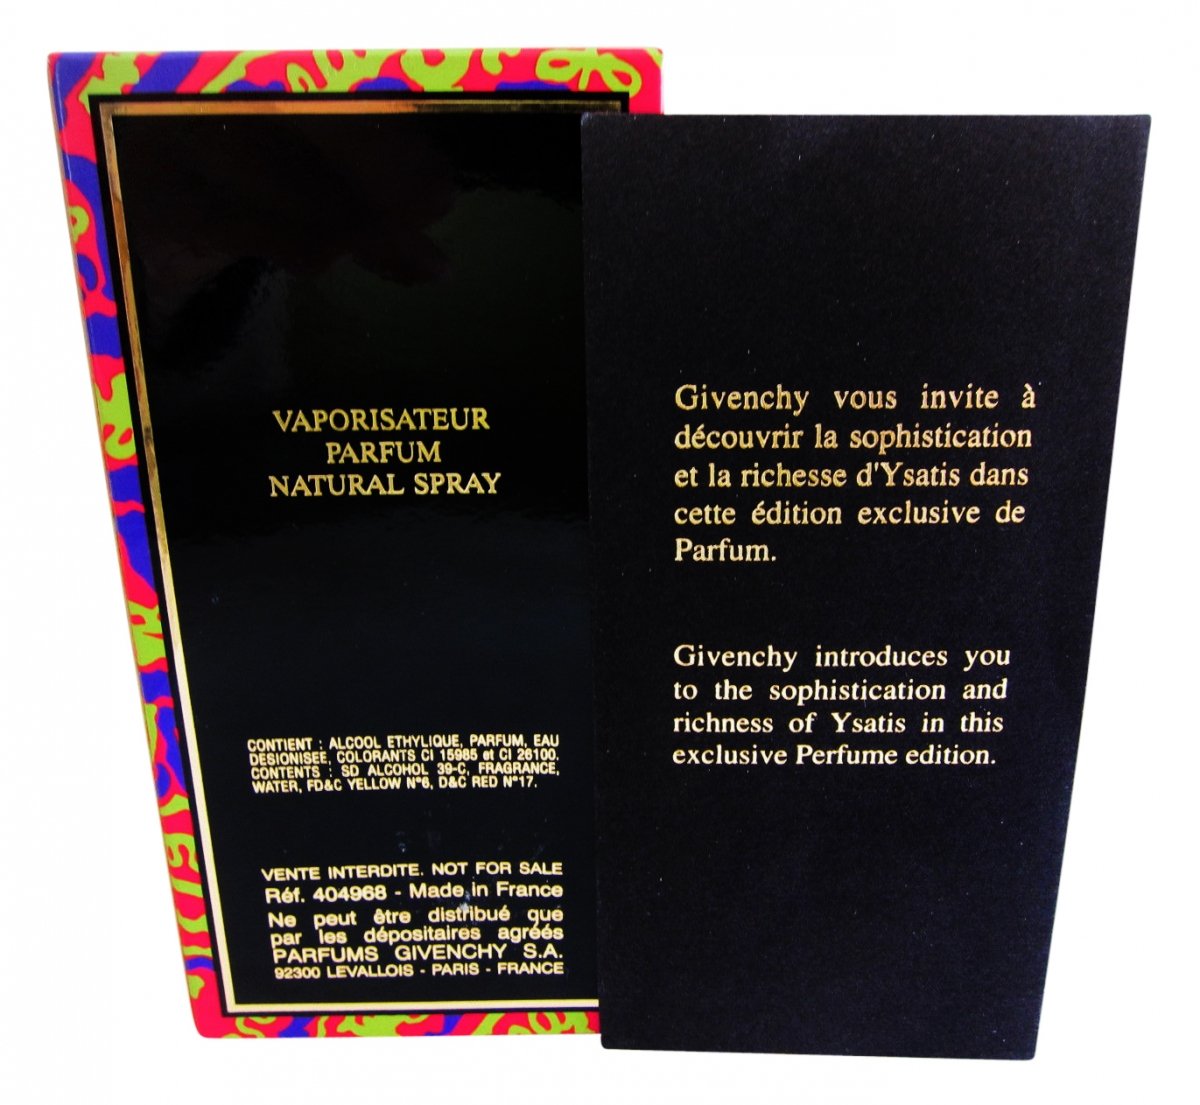 VAPORISATEUR
PARFUM
NATURAL SPRAY
CONTIENT : ALCOOL ETHYLIQUE, PARFUM, EAU
DESIONISEE, COLORANTS CI 15985 et CI 26100.
CONTENTS : SD ALCOHOL 39-C, FRAGRANCE,
WATER, FD&C YELLOW N°6, D&C RED N°17.
VENTE INTERDITE. NOT FOR SALE
Réf. 404968 - Made in France
Ne peut être distribué que
par les dépositaires agréés
PARFUMS GIVENCHY S.A.
92300 LEVALLOIS - PARIS - FRANCE
Givenchy vous invite à
découvrir la sophistication
et la richesse d'Ysatis dans
cette édition exclusive de
Parfum.
Givenchy introduces you
to the sophistication and
richness of Ysatis in this
exclusive Perfume edition.